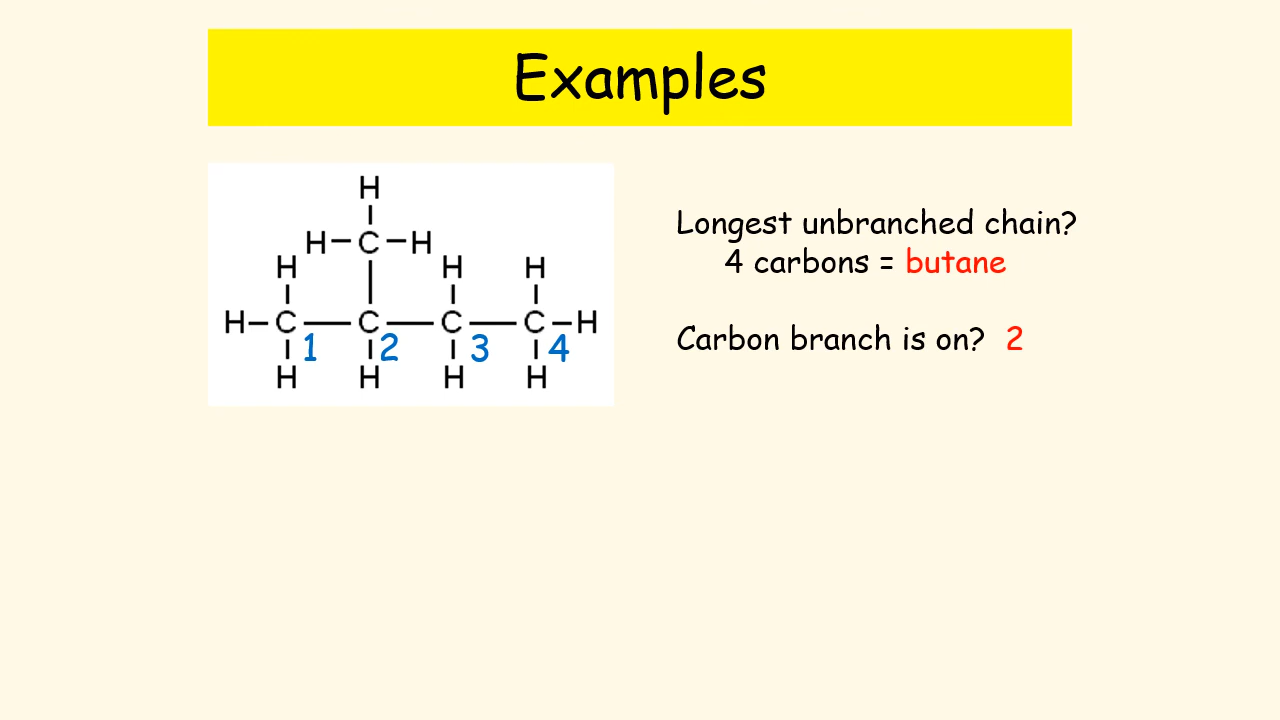 Examples
H
H–C–H
H H H
H–C–C–C–C–H
1 2 3 4
H H H H
Longest unbranched chain?
4 carbons = butane
Carbon branch is on? 2